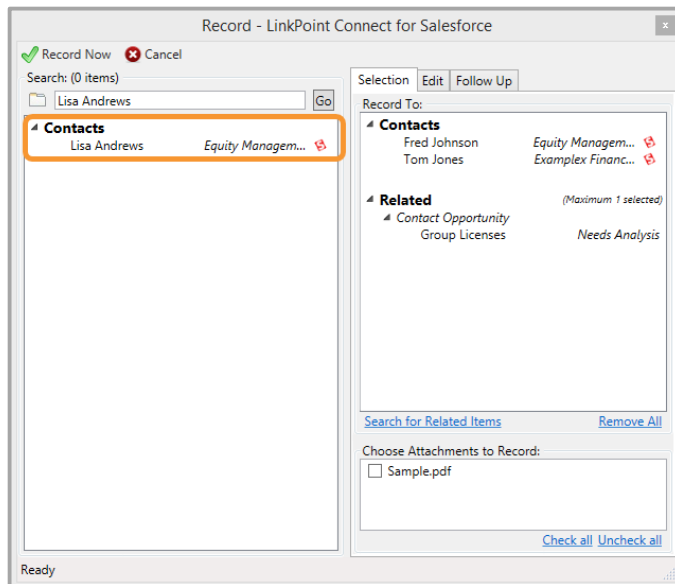 Record - LinkPoint Connect for Salesforce
x
Record Now Cancel
Search: (0 items)
Lisa Andrews Go
Contacts
Lisa Andrews Equity Managem...
Selection Edit Follow Up
Record To:
Contacts
Fred Johnson Equity Managem...
Tom Jones Examplex Financ...
Related (Maximum 1 selected)
Contact Opportunity
Group Licenses Needs Analysis
Search for Related Items Remove All
Choose Attachments to Record:
Sample.pdf
Check all Uncheck all
Ready